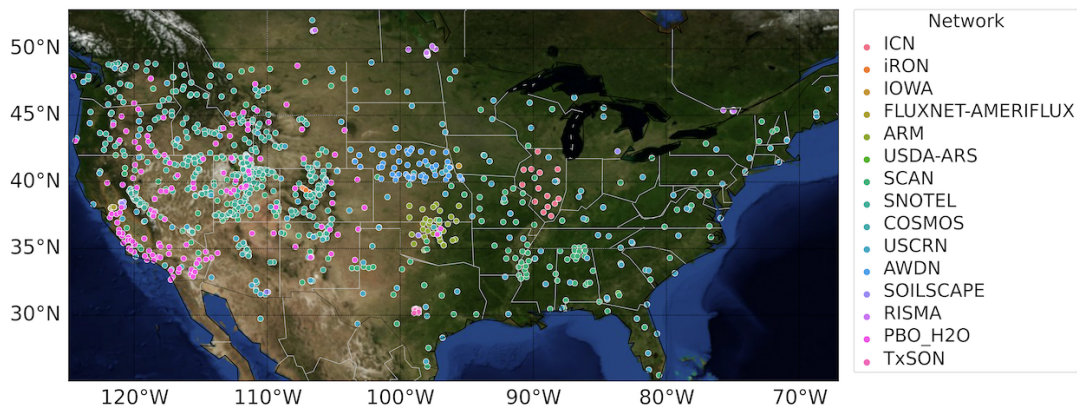 Network
50°N
ICN
iRON
IOWA
45°N
FLUXNET-AMERIFLUX
ARM
USDA-ARS
40°N
SCAN
SNOTEL
COSMOS
35°N
USCRN
AWDN
SOILSCAPE
30°N
RISMA
PBO_H2O
TxSON
120°W 110°W 100°W 90°W 80°W 70°W